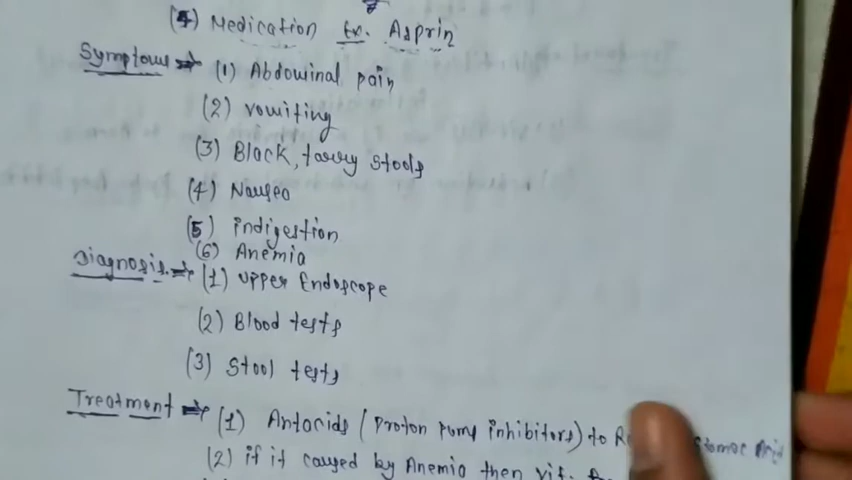 (4) Medication Ex. Asprin
Symptoms ⇒ (1) Abdominal pain
(2) vomiting
(3) Black, tarry stools
(4) Nausea
(5) indigestion
(6) Anemia
Diagnosis ⇒ (1) upper Endoscope
(2) Blood tests
(3) Stool tests
Treatment ⇒ (1) Antacids (Proton pump inhibitors) to
(2) if it caused by Anemia then vit.